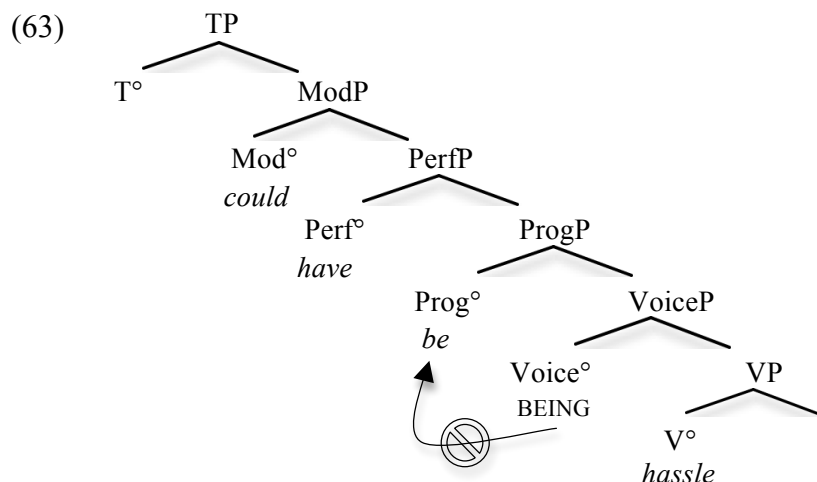 (63)
TP
T° ModP
Mod° PerfP
could
Perf° ProgP
have
Prog° VoiceP
be
Voice° VP
BEING
V°
hassle